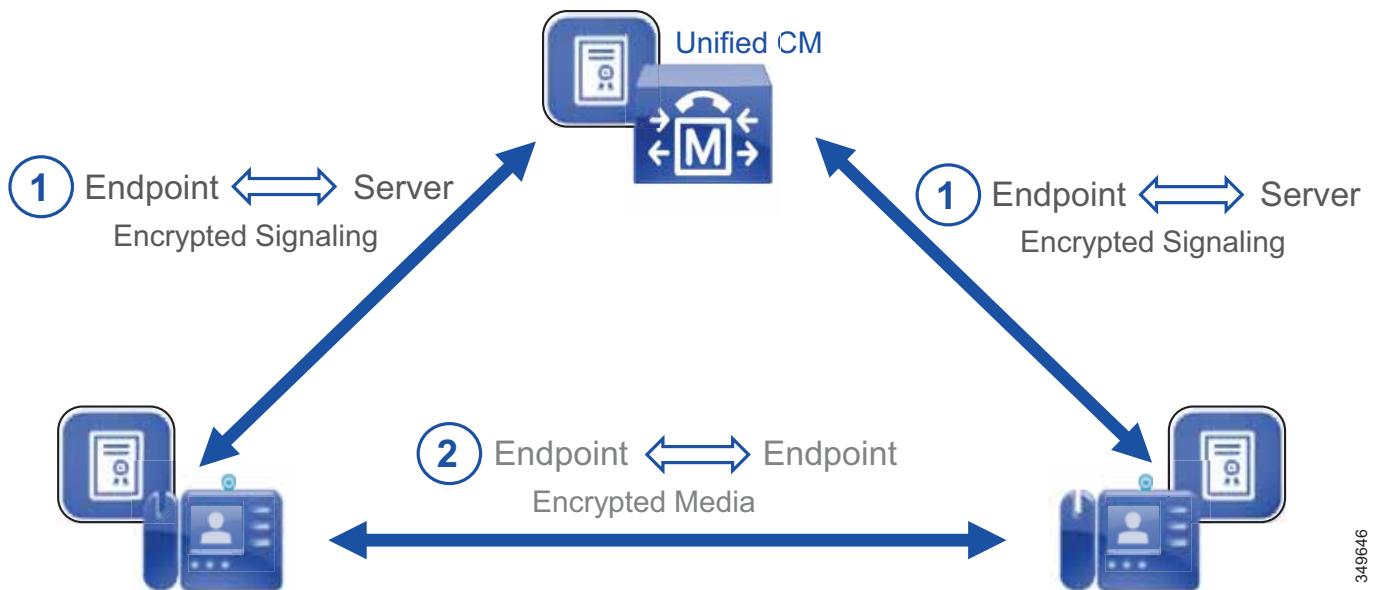 Unified CM
M
1 Endpoint Server
Encrypted Signaling
1 Endpoint Server
Encrypted Signaling
2 Endpoint Endpoint
Encrypted Media
349646